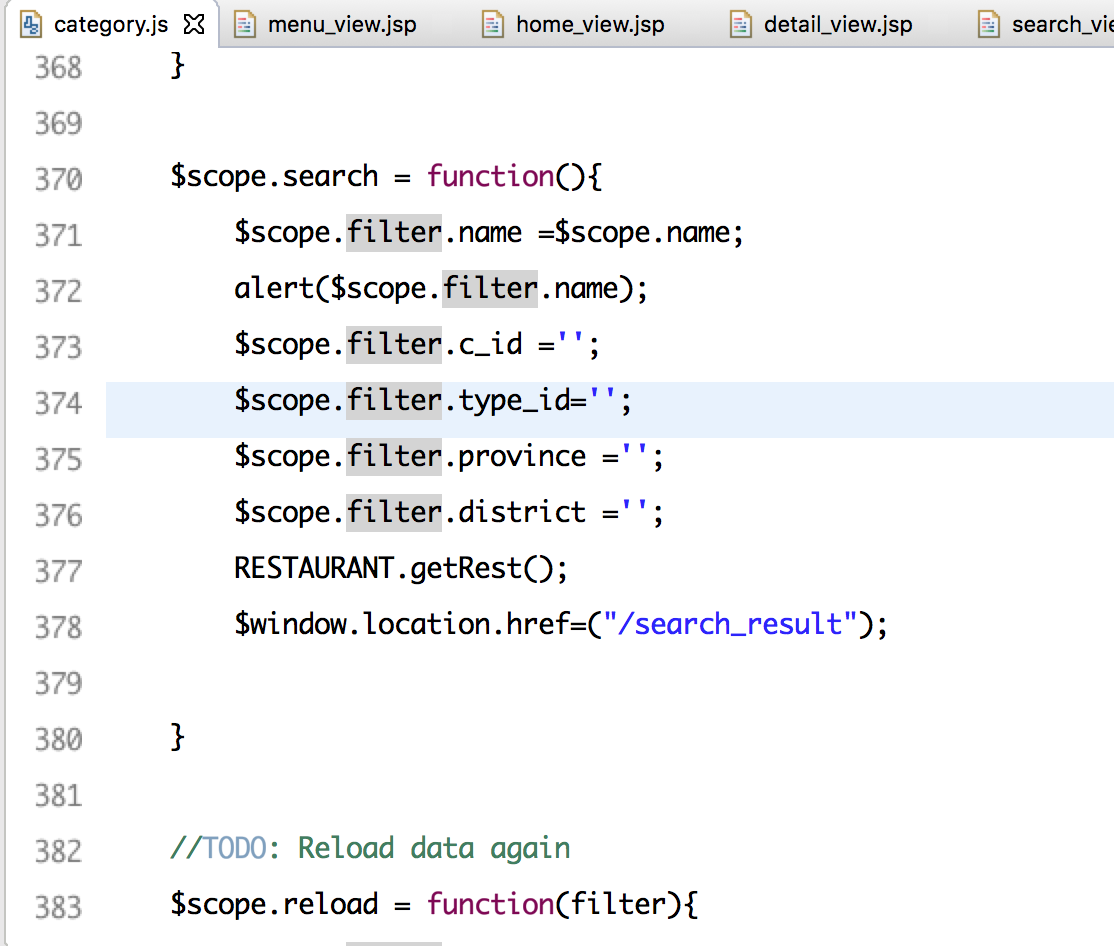 category.js menu_view.jsp home_view.jsp detail_view.jsp
368 }
369
370 $scope.search = function(){
371 $scope.filter.name =$scope.name;
372 alert($scope.filter.name);
373 $scope.filter.c_id ='';
374 $scope.filter.type_id='';
375 $scope.filter.province ='';
376 $scope.filter.district ='';
377 RESTAURANT.getRest();
378 $window.location.href=("/search_result");
379
380 }
381
382 //TODO: Reload data again
383 $scope.reload = function(filter){